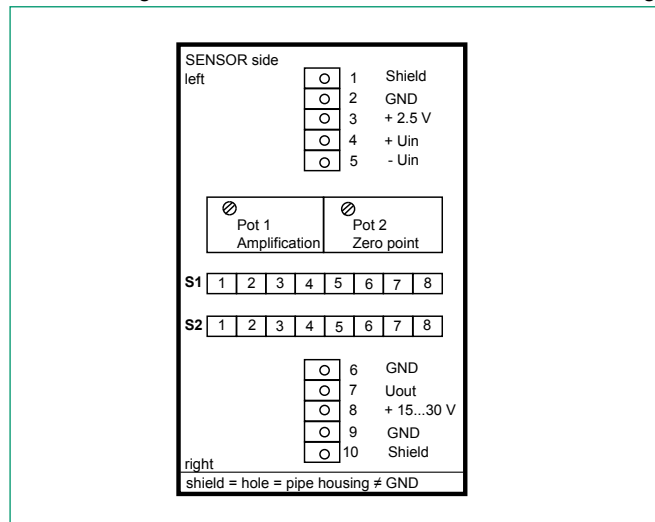 SENSOR side
left
1 Shield
2 GND
3 + 2.5 V
4 + Uin
5 - Uin
Pot 1 Pot 2
Amplification Zero point
S1 1 2 3 4 5 6 7 8
S2 1 2 3 4 5 6 7 8
6 GND
7 Uout
8 + 15...30 V
9 GND
10 Shield
right
shield = hole = pipe housing ≠ GND